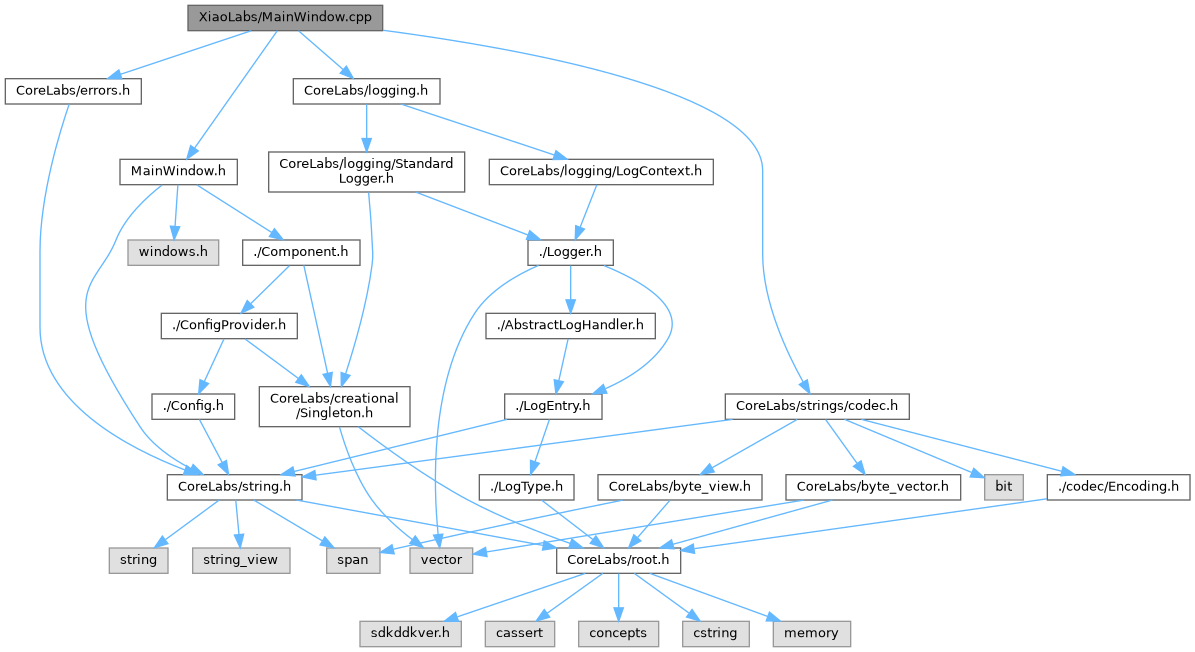 XiaoLabs/MainWindow.cpp
CoreLabs/errors.h
CoreLabs/logging.h
MainWindow.h
CoreLabs/logging/Standard
Logger.h
CoreLabs/logging/LogContext.h
windows.h
./Component.h
./Logger.h
./ConfigProvider.h
./AbstractLogHandler.h
./Config.h
CoreLabs/creational
/Singleton.h
./LogEntry.h
CoreLabs/strings/codec.h
CoreLabs/string.h
./LogType.h
CoreLabs/byte_view.h
CoreLabs/byte_vector.h
bit
./codec/Encoding.h
string
string_view
span
vector
CoreLabs/root.h
sdkddkver.h
cassert
concepts
cstring
memory